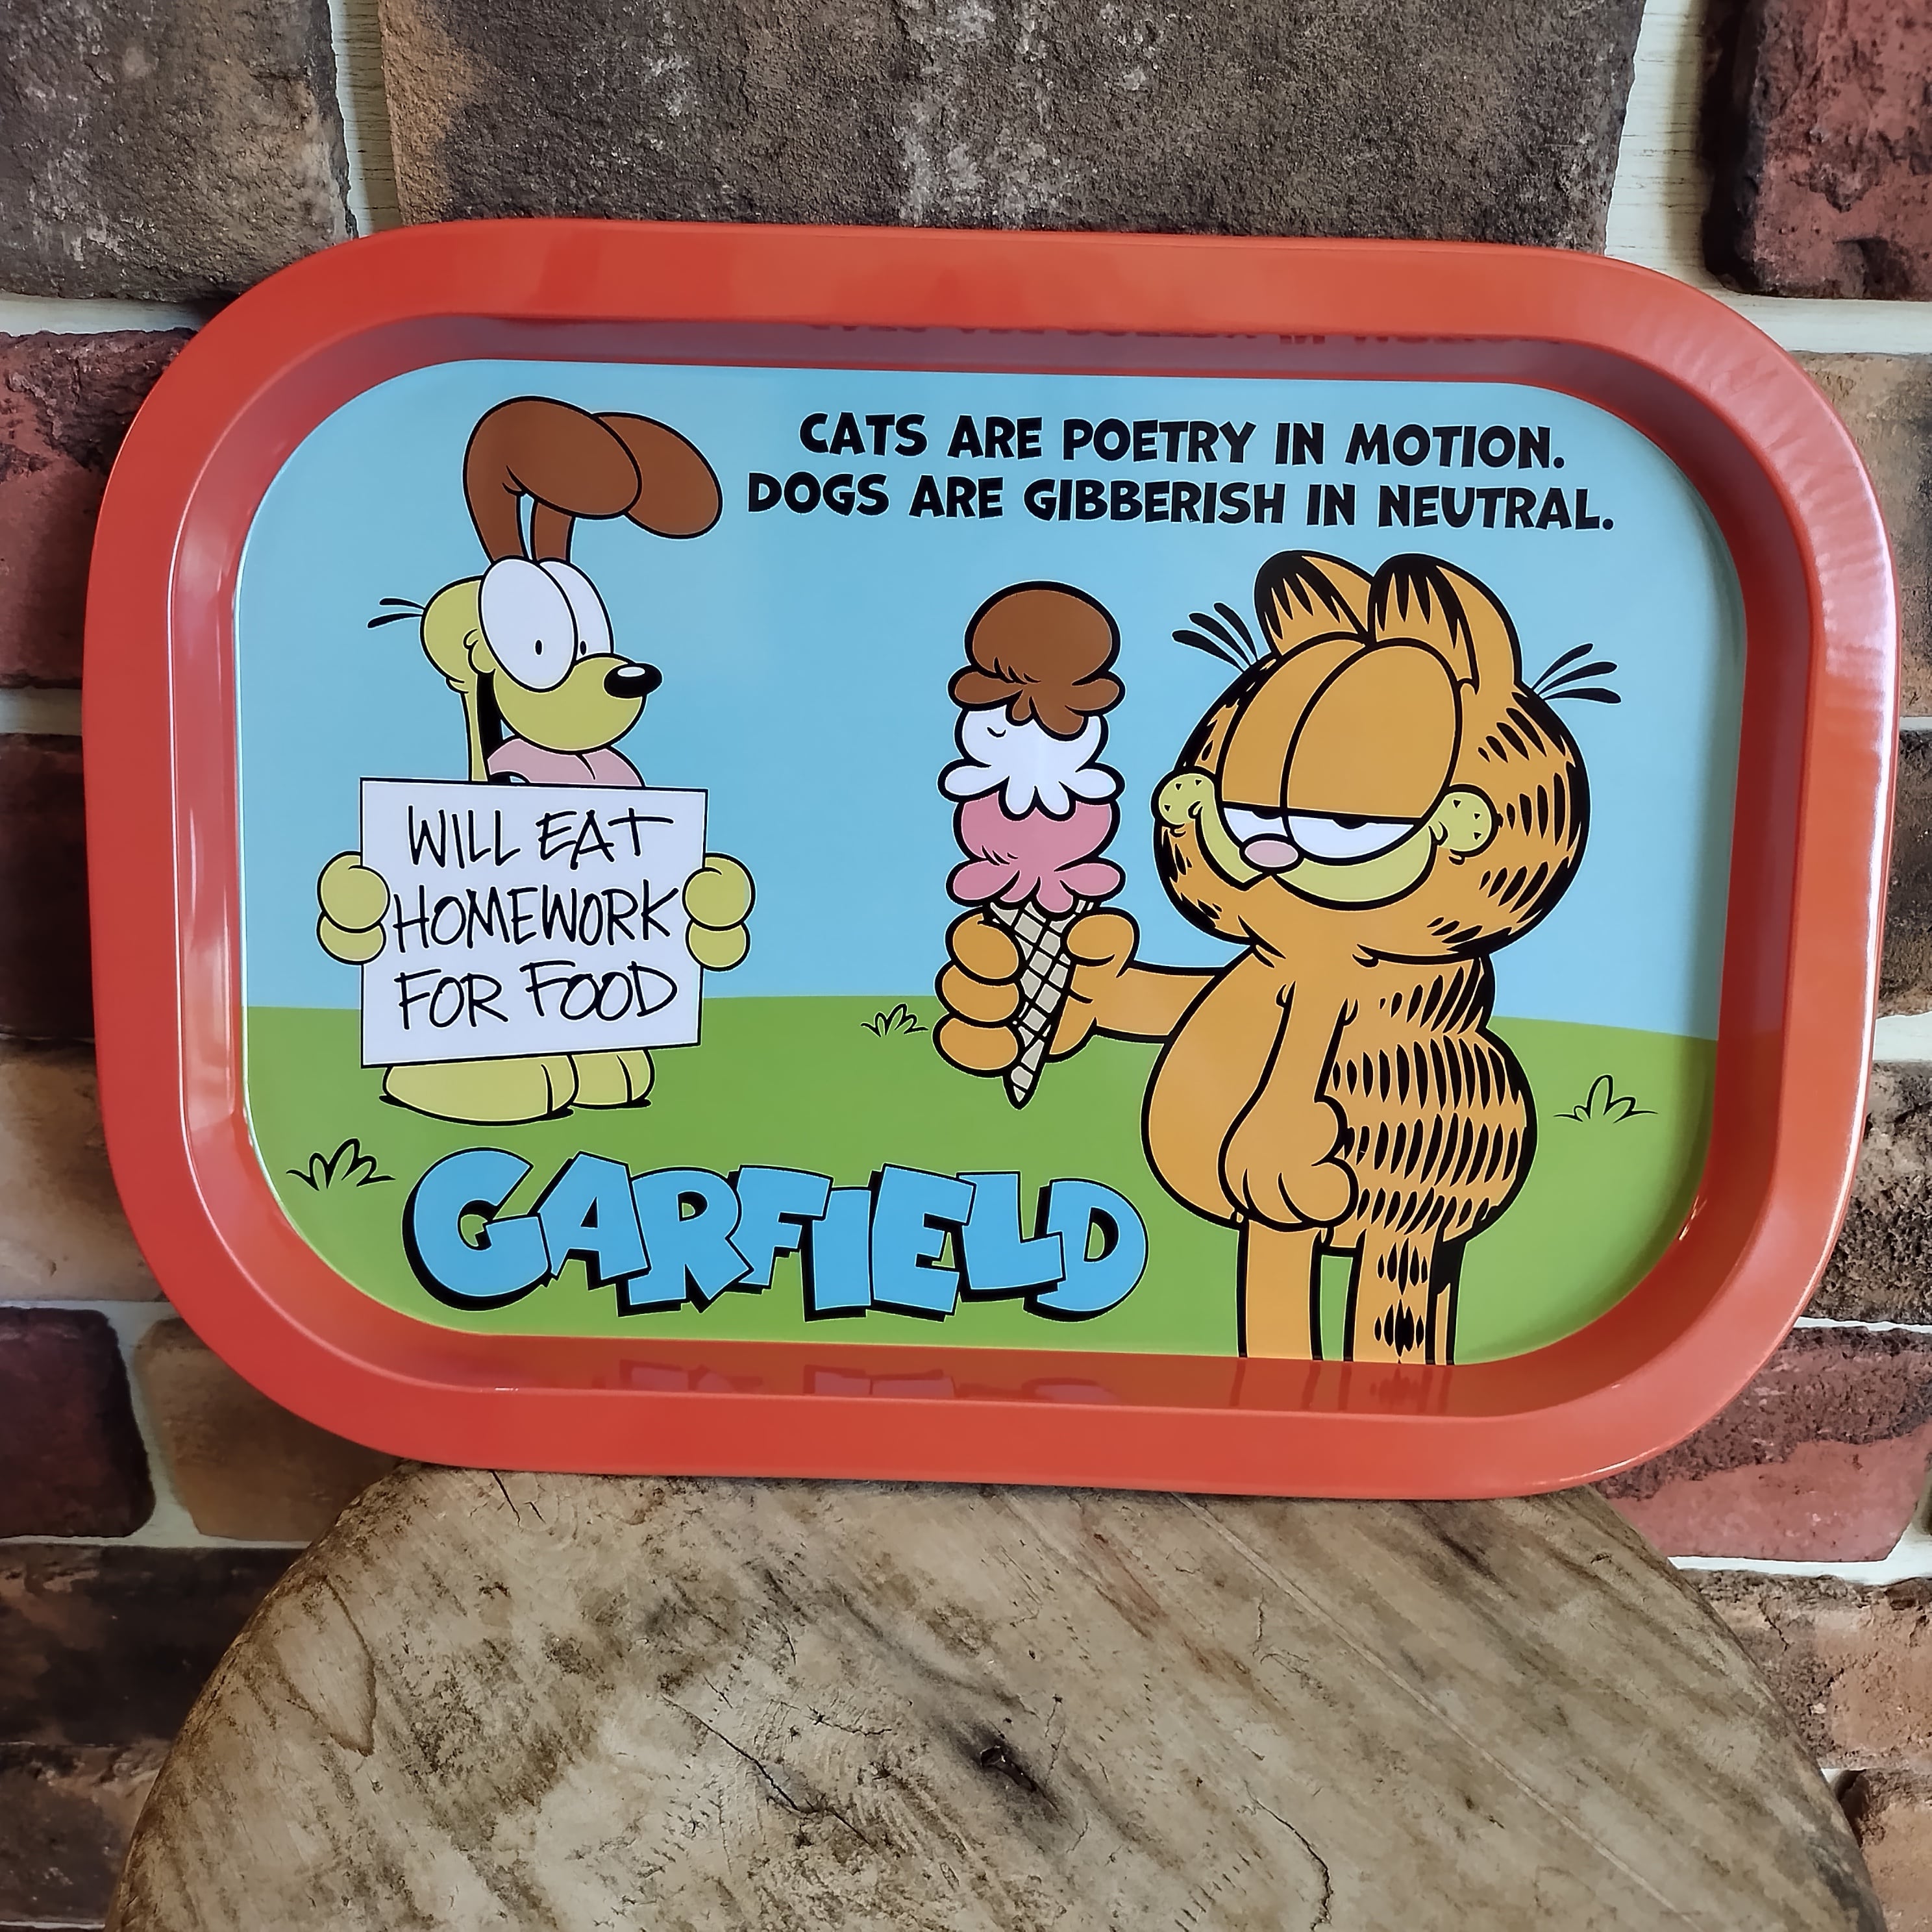 CATS ARE POETRY IN MOTION.
DOGS ARE GIBBERISH IN NEUTRAL.
WILL EAT
HOMEWORK
FOR FOOD
GARFIELD